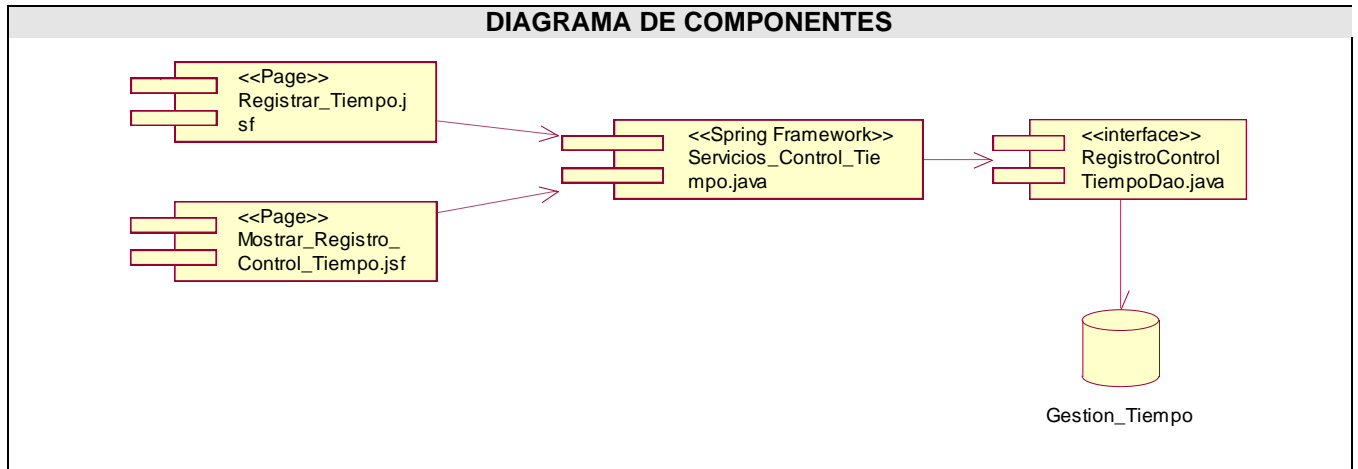 DIAGRAMA DE COMPONENTES
<<Page>>
Registrar_Tiempo.j
sf
<<Spring Framework>>
Servicios_Control_Tie
mpo.java
<<interface>>
RegistroControl
TiempoDao.java
<<Page>>
Mostrar_Registro_
Control_Tiempo.jsf
Gestion_Tiempo